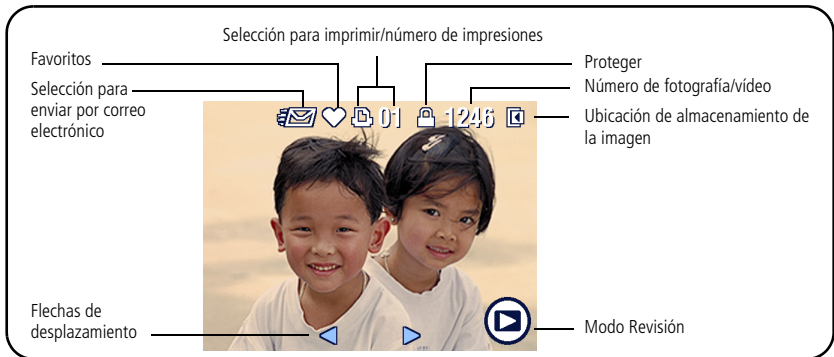 Selección para imprimir/número de impresiones
Favoritos
Selección para
enviar por correo
electrónico
Proteger
Número de fotografía/vídeo
Ubicación de almacenamiento de
la imagen
01
1246
Flechas de
desplazamiento
Modo Revisión